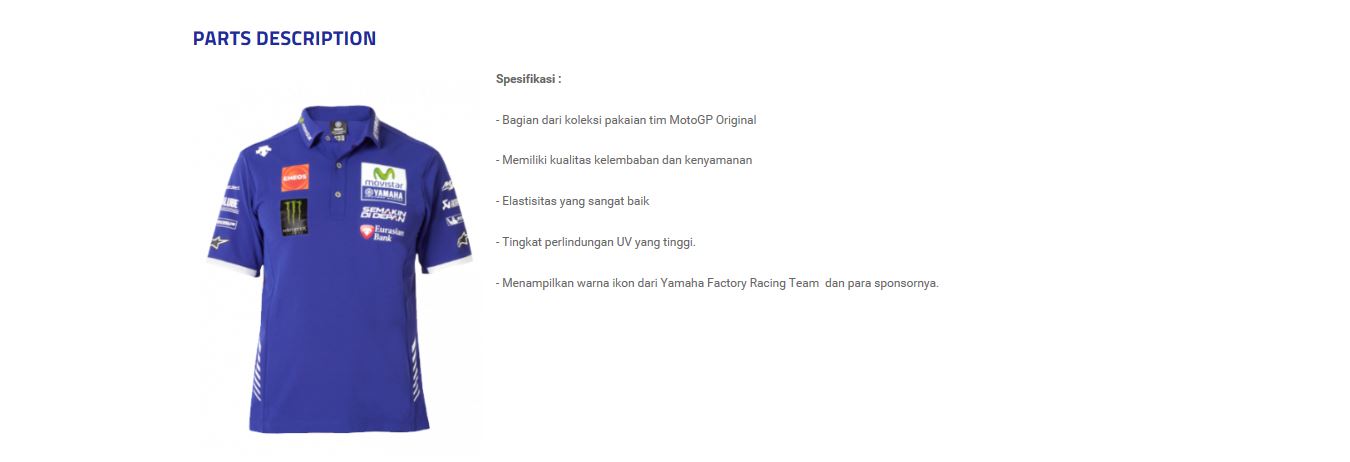 PARTS DESCRIPTION
Spesifikasi :
- Bagian dari koleksi pakaian tim MotoGP Original
- Memiliki kualitas kelembaban dan kenyamanan
- Elastisitas yang sangat baik
- Tingkat perlindungan UV yang tinggi.
- Menampilkan warna ikon dari Yamaha Factory Racing Team  dan para sponsornya.
ENEOS
movistar
YAMAHA
SEMAKIN
DI DEPAN
Eurasian
Bank